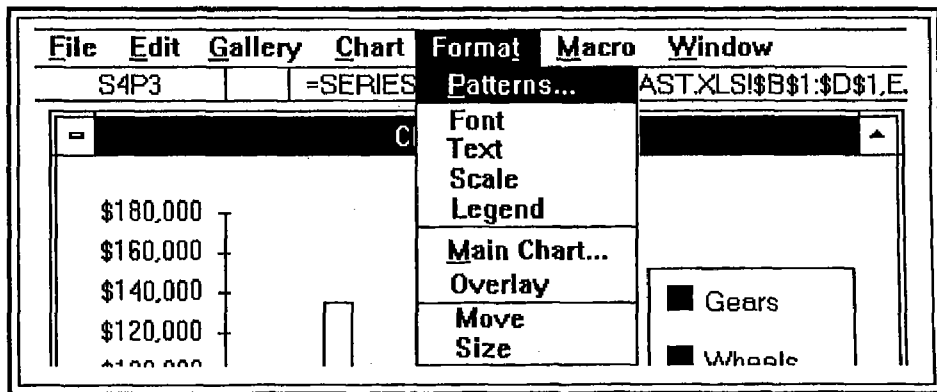 File Edit Gallery Chart Format Macro Window
S4P3 =SERIES AST.XLS!$B$1:$D$1,E
Patterns...
Font
Text
Scale
Legend
Main Chart...
Overlay
Move
Size
$180,000
$160,000
$140,000
$120,000
Gears
Wheels